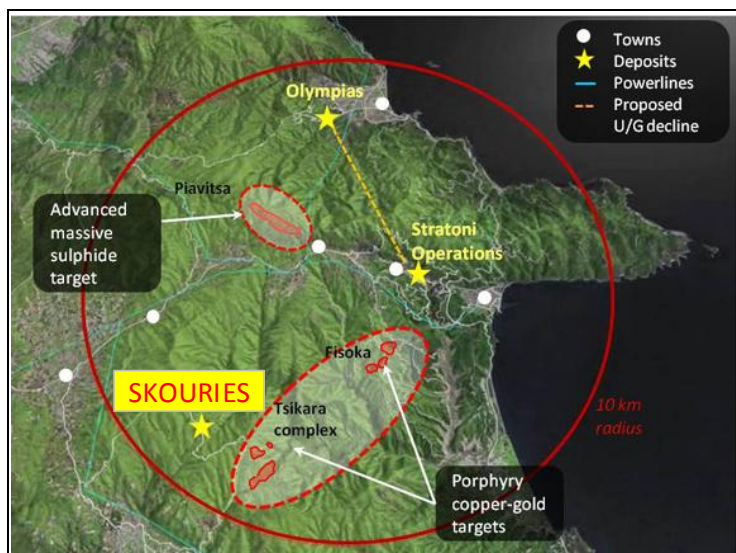 Towns
Deposits
Powerlines
Proposed
U/G decline
Olympias
Piavitsa
Advanced
massive
sulphide
target
Stratoni
Operations
Fisoka
SKOURIES
Tsikara
complex
10 km
radius
Porphyry
copper-gold
targets